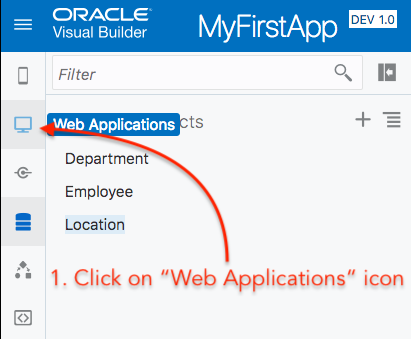 ORACLE
Visual Builder
MyFirstApp
DEV 1.0
Filter
Web Applications
cts
Department
Employee
Location
1. Click on “Web Applications” icon